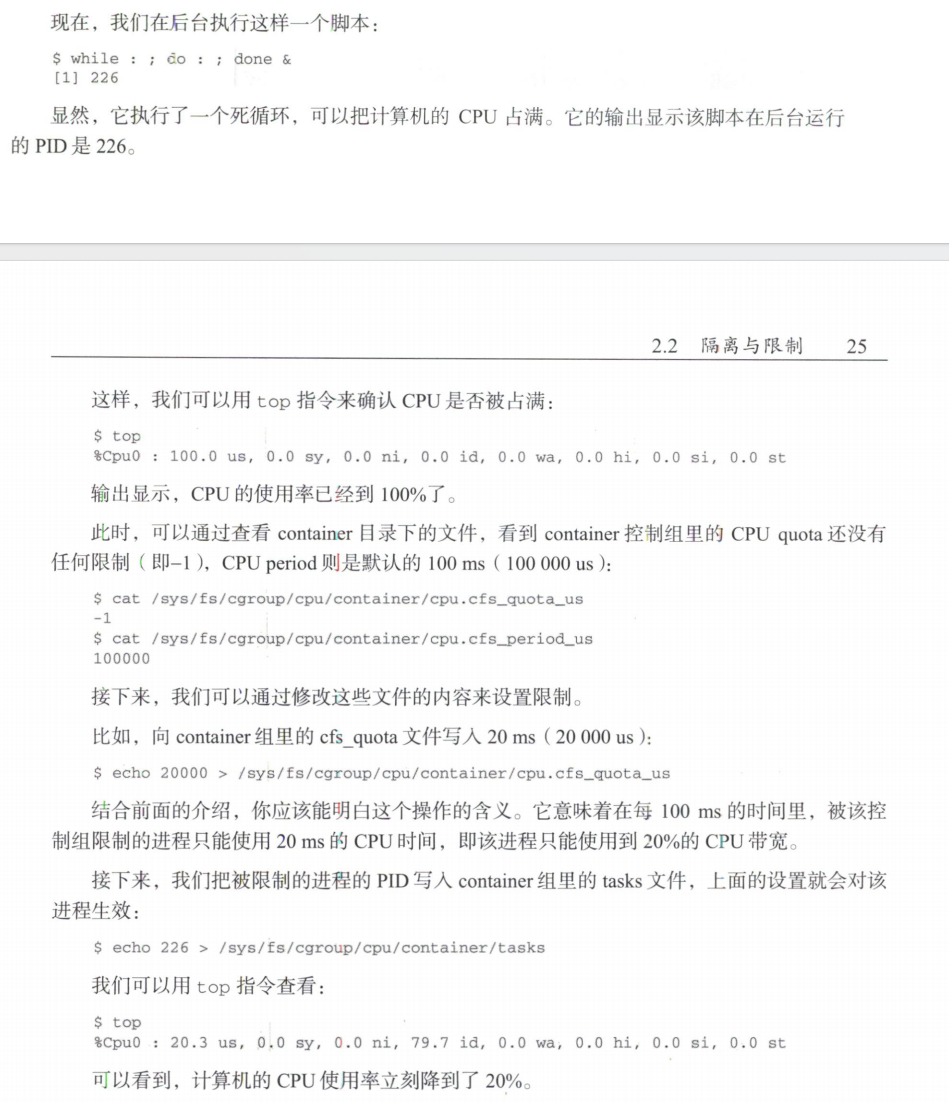 现在，我们在后台执行这样一个脚本：
$ while : ; do : ; done &
[1] 226
显然，它执行了一个死循环，可以把计算机的 CPU 占满。它的输出显示该脚本在后台运行
的 PID 是 226。
2.2 隔离与限制 25
这样，我们可以用 top 指令来确认 CPU 是否被占满：
$ top
%Cpu0 : 100.0 us, 0.0 sy, 0.0 ni, 0.0 id, 0.0 wa, 0.0 hi, 0.0 si, 0.0 st
输出显示，CPU 的使用率已经到 100%了。
此时，可以通过查看 container 目录下的文件，看到 container 控制组里的 CPU quota 还没有
任何限制（即–1），CPU period 则是默认的 100 ms（100 000 us）：
$ cat /sys/fs/cgroup/cpu/container/cpu.cfs_quota_us
-1
$ cat /sys/fs/cgroup/cpu/container/cpu.cfs_period_us
100000
接下来，我们可以通过修改这些文件的内容来设置限制。
比如，向 container 组里的 cfs_quota 文件写入 20 ms（20 000 us）：
$ echo 20000 > /sys/fs/cgroup/cpu/container/cpu.cfs_quota_us
结合前面的介绍，你应该能明白这个操作的含义。它意味着在每 100 ms 的时间里，被该控
制组限制的进程只能使用 20 ms 的 CPU 时间，即该进程只能使用到 20%的 CPU 带宽。
接下来，我们把被限制的进程的 PID 写入 container 组里的 tasks 文件，上面的设置就会对该
进程生效：
$ echo 226 > /sys/fs/cgroup/cpu/container/tasks
我们可以用 top 指令查看：
$ top
%Cpu0 : 20.3 us, 0.0 sy, 0.0 ni, 79.7 id, 0.0 wa, 0.0 hi, 0.0 si, 0.0 st
可以看到，计算机的 CPU 使用率立刻降到了 20%。